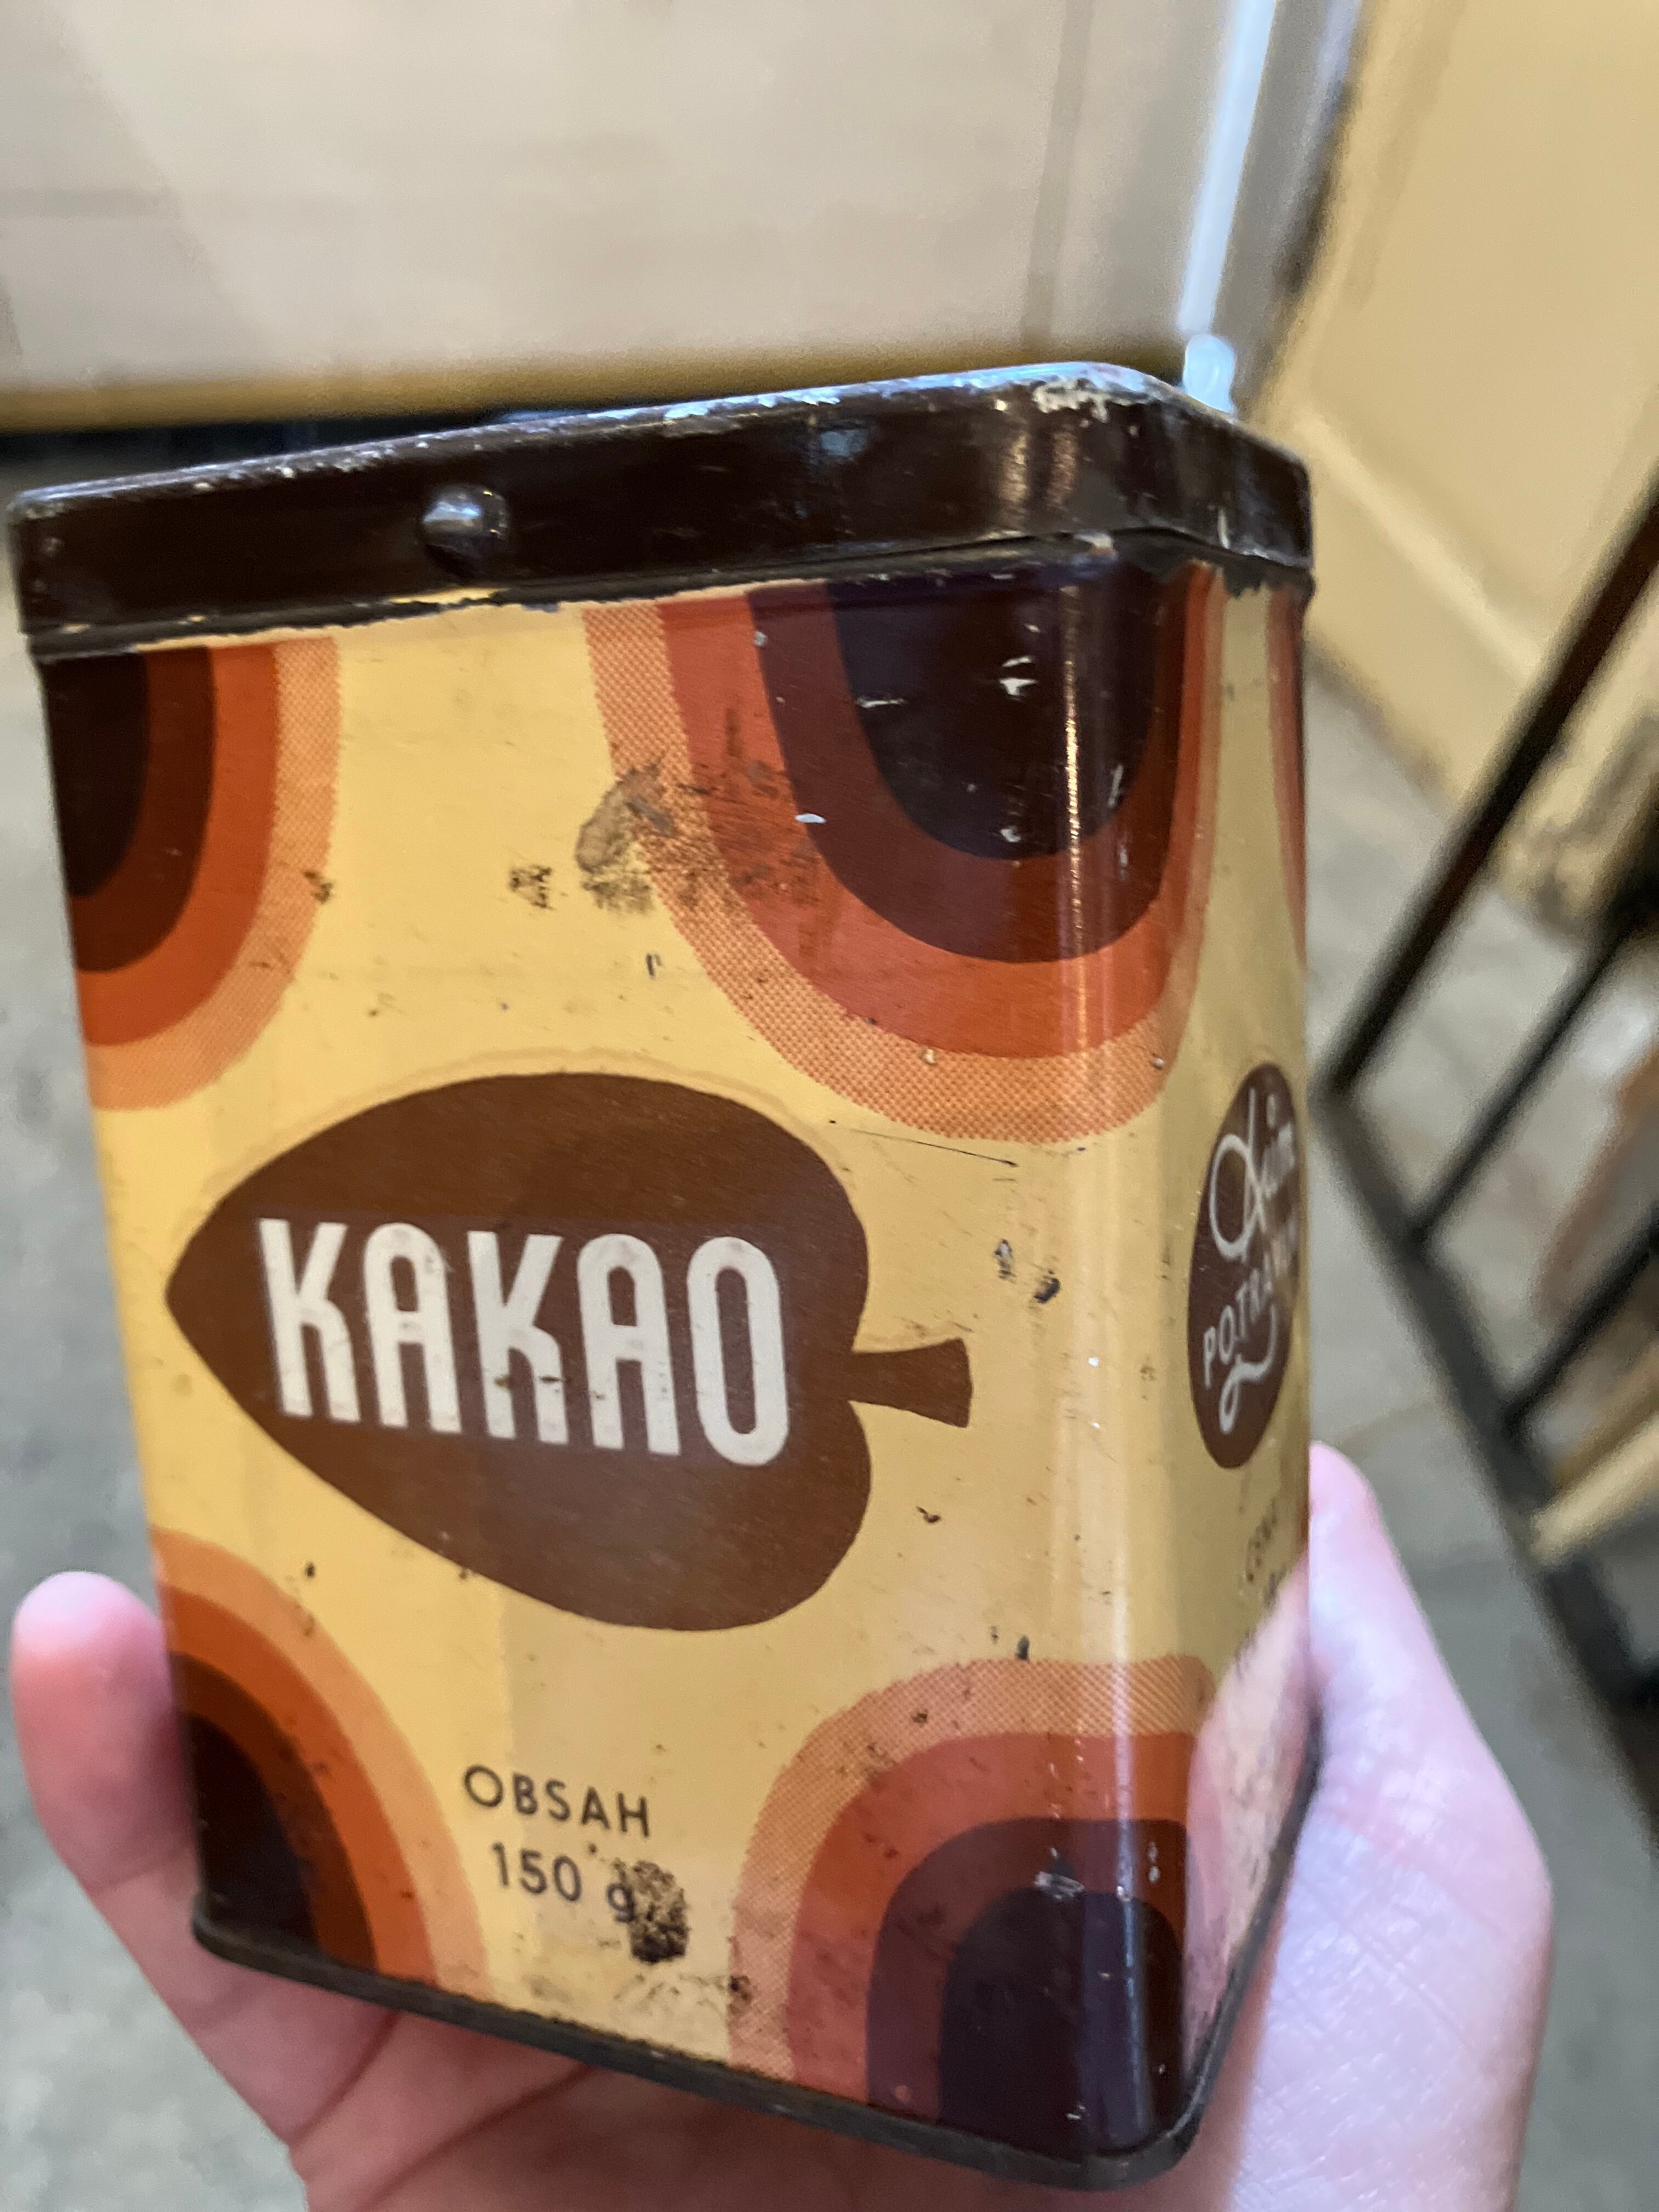 KAKAO
OBSAH
150 g
POTRAVINY